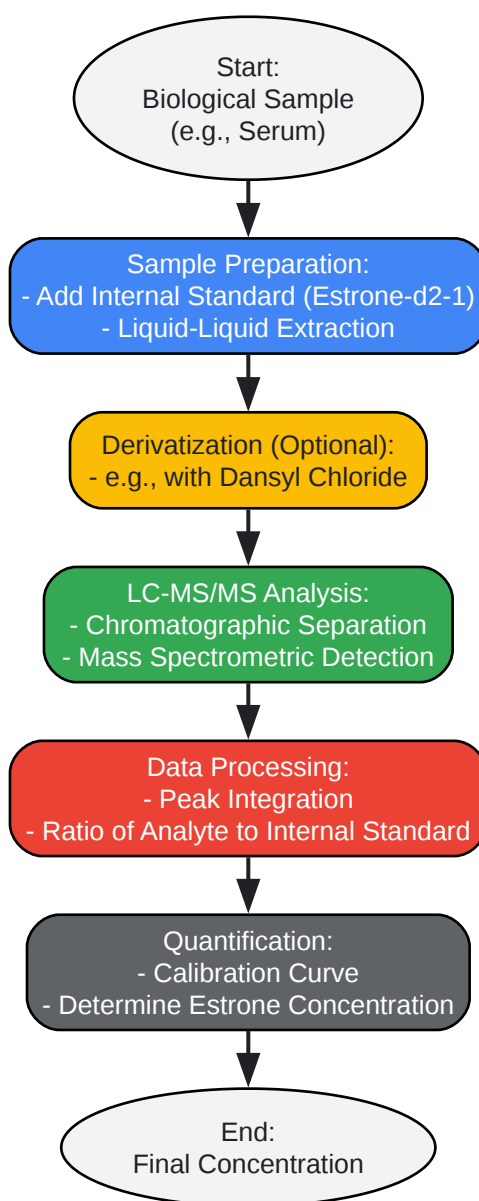 Start:
Biological Sample
(e.g., Serum)
Sample Preparation:
- Add Internal Standard (Estrone-d2-1)
- Liquid-Liquid Extraction
Derivatization (Optional):
- e.g., with Dansyl Chloride
LC-MS/MS Analysis:
- Chromatographic Separation
- Mass Spectrometric Detection
Data Processing:
- Peak Integration
- Ratio of Analyte to Internal Standard
Quantification:
- Calibration Curve
- Determine Estrone Concentration
End:
Final Concentration